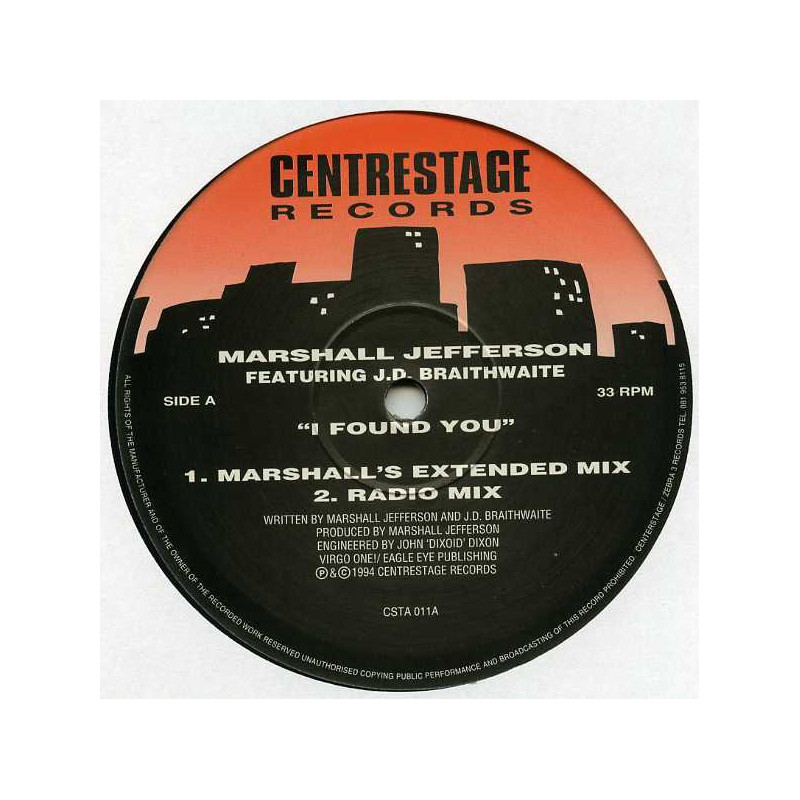 CENTRESTAGE
RECORDS
MARSHALL JEFFERSON
FEATURING J.D. BRAITHWAITE
SIDE A
33 RPM
“I FOUND YOU”
1. MARSHALL'S EXTENDED MIX
2. RADIO MIX
WRITTEN BY MARSHALL JEFFERSON AND J.D. BRAITHWAITE
PRODUCED BY MARSHALL JEFFERSON
ENGINEERED BY JOHN 'DIXOID' DIXON
VIRGO ONE!/ EAGLE EYE PUBLISHING
Ⓟ&©1994 CENTRESTAGE RECORDS
CSTA 011A
ALL RIGHTS OF THE MANUFACTURER AND OF THE OWNER OF THE RECORDED WORK RESERVED UNAUTHORISED COPYING PUBLIC PERFORMANCE AND BROADCASTING OF THIS RECORD PROHIBITED. CENTERSTAGE / ZEBRA 3 RECORDS TEL. 081 953 8115